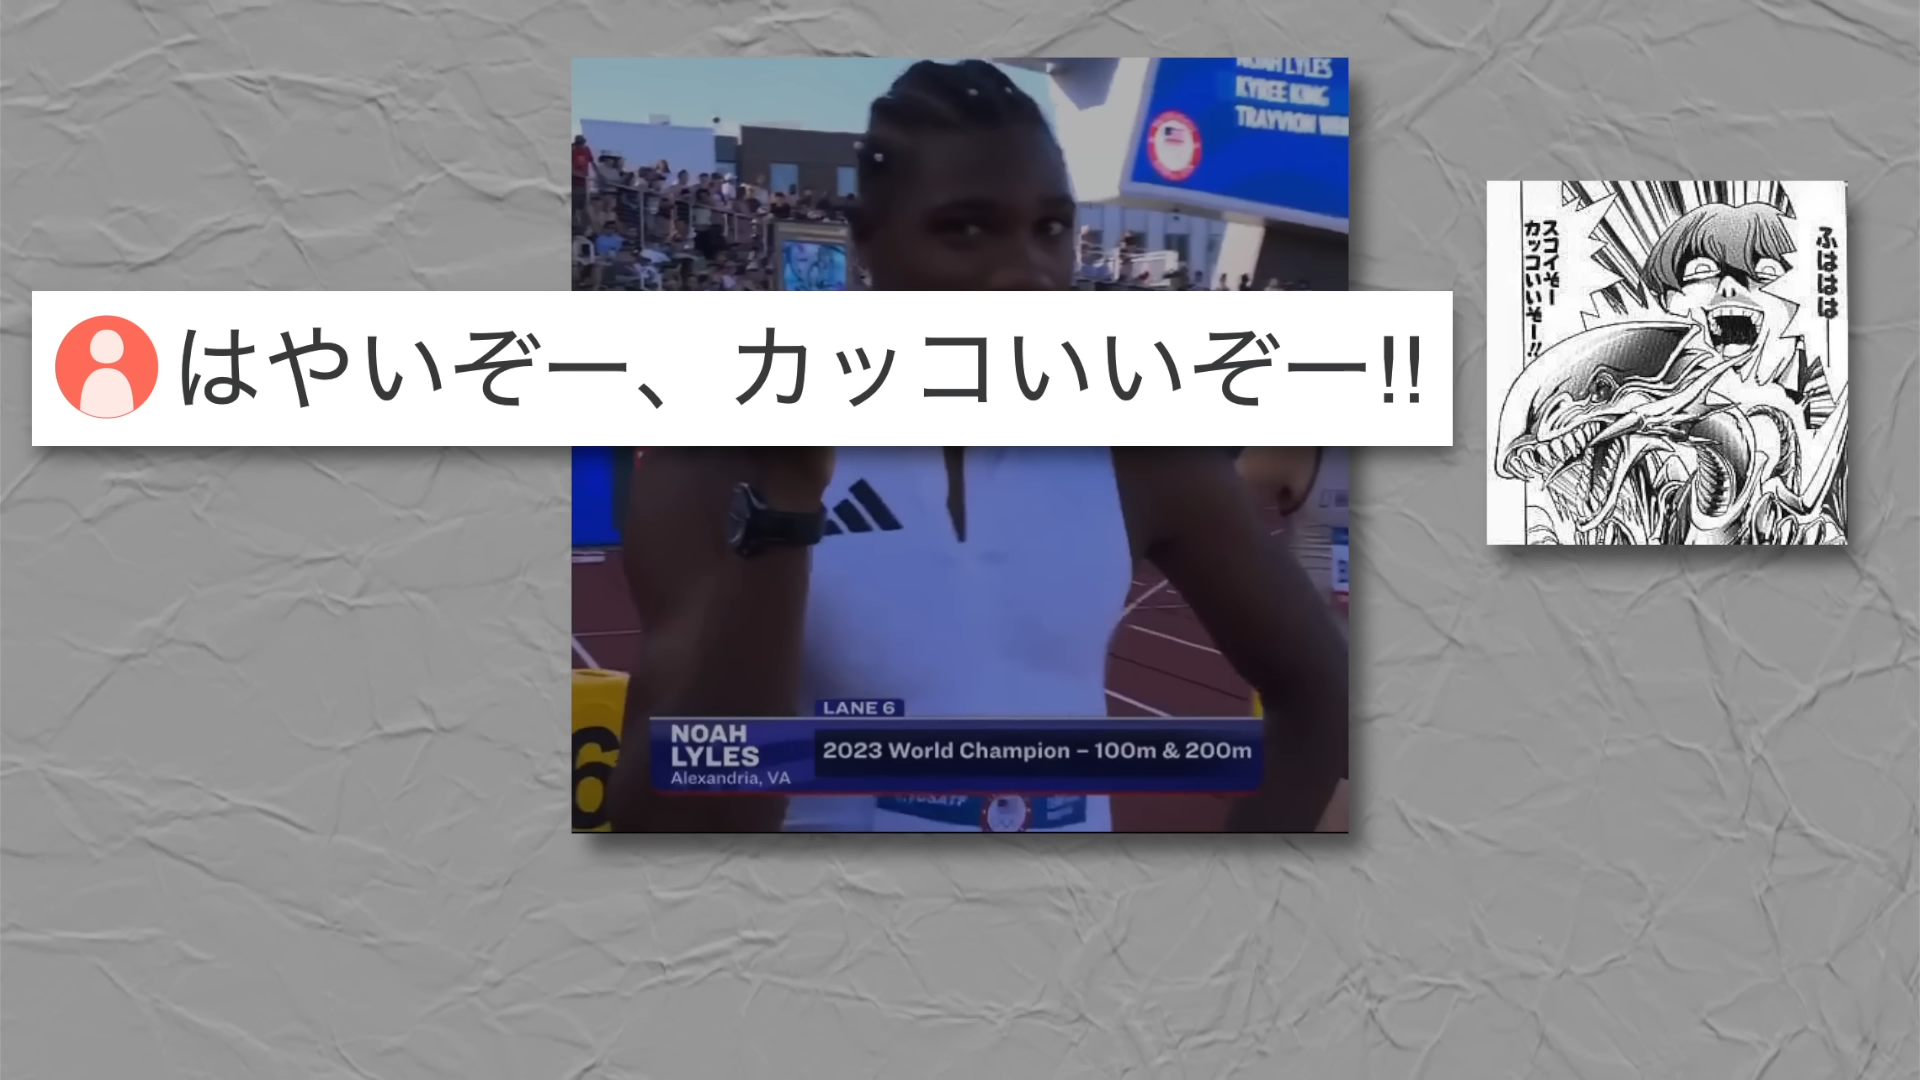 NOAH LYLES
KYREE KING
TRAYVION
はやいぞー、カッコいいぞー!!
ふははは
スゴイぞー
カッコいいぞー!!
LANE 6
NOAH
LYLES
Alexandria, VA
2023 World Champion – 100m & 200m
6